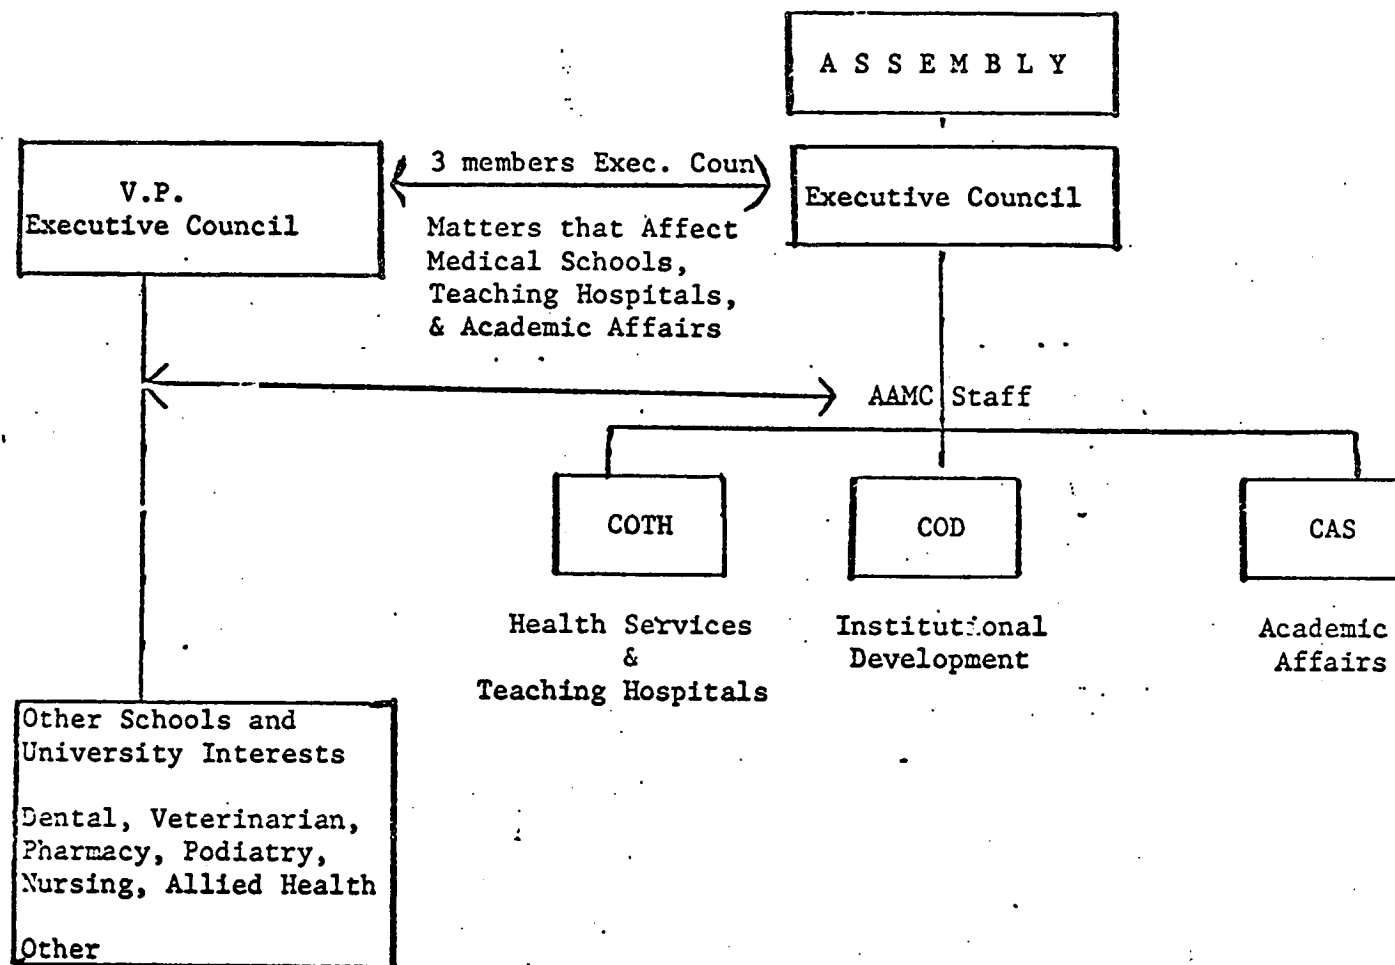 A S S E M B L Y
V.P.
Executive Council
3 members Exec. Coun
Matters that Affect
Medical Schools,
Teaching Hospitals,
& Academic Affairs
Executive Council
AAMC Staff
COTH
COD
CAS
Health Services
&
Teaching Hospitals
Institutional
Development
Academic
Affairs
Other Schools and
University Interests
Dental, Veterinarian,
Pharmacy, Podiatry,
Nursing, Allied Health
Other